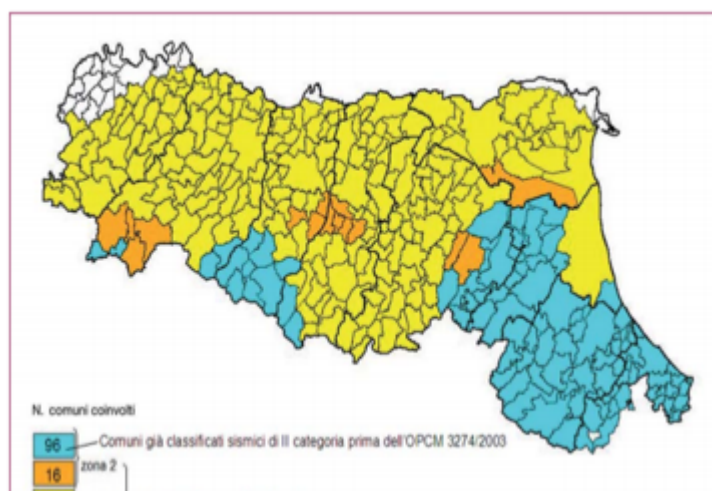 N. comuni coinvolti
96 Comuni già classificati sismici di II categoria prima dell'OPCM 3274/2003
zona 2
16